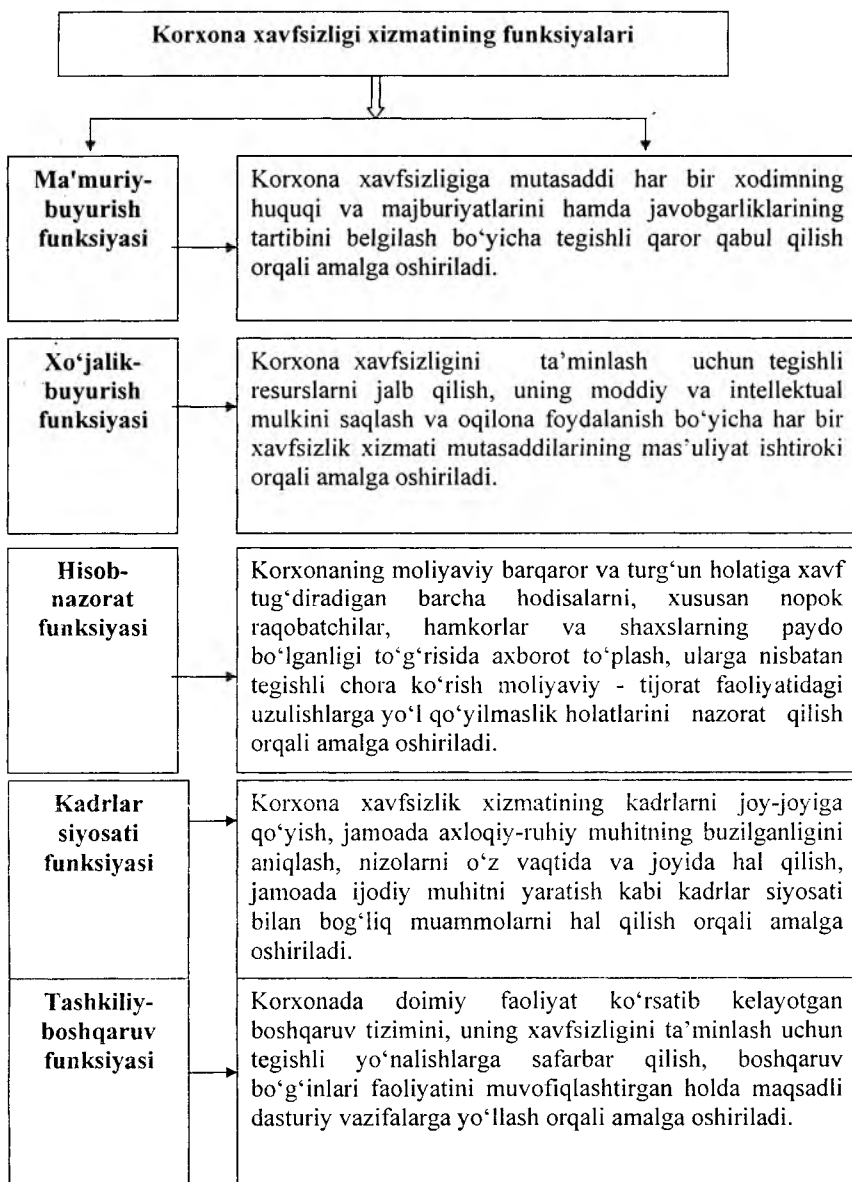 Korxona xavfsizligi xizmatining funksiyalari
Ma'muriy-
buyurish
funksiyasi
Korxona xavfsizligiga mutasaddi har bir xodimning
huquqi va majburiyatlarini hamda javobgarliklarining
tartibini belgilash bo‘yicha tegishli qaror qabul qilish
orqali amalga oshiriladi.
Xo‘jalik-
buyurish
funksiyasi
Korxona xavfsizligini ta’minlash uchun tegishli
resurslarni jalb qilish, uning moddiy va intellektual
mulkini saqlash va oqilona foydalanish bo‘yicha har bir
xavfsizlik xizmati mutasaddilarining mas’uliyat ishtiroki
orqali amalga oshiriladi.
Hisob-
nazorat
funksiyasi
Korxonaning moliyaviy barqaror va turg‘un holatiga xavf
tug‘diradigan barcha hodisalarni, xususan nopok
raqobatchilar, hamkorlar va shaxslarning paydo
bo‘lganligi to‘g‘risida axborot to‘plash, ularga nisbatan
tegishli chora ko‘rish moliyaviy - tijorat faoliyatidagi
uzulishlarga yo‘l qo‘yilmaslik holatlarini nazorat qilish
orqali amalga oshiriladi.
Kadrlar
siyosati
funksiyasi
Korxona xavfsizlik xizmatining kadrlarni joy-joyiga
qo‘yish, jamoada axloqiy-ruhiy muhitning buzilganligini
aniqlash, nizolarni o‘z vaqtida va joyida hal qilish,
jamoada ijodiy muhitni yaratish kabi kadrlar siyosati
bilan bog‘liq muammolarni hal qilish orqali amalga
oshiriladi.
Tashkiliy-
boshqaruv
funksiyasi
Korxonada doimiy faoliyat ko‘rsatib kelayotgan
boshqaruv tizimini, uning xavfsizligini ta’minlash uchun
tegishli yo‘nalishlarga safarbar qilish, boshqaruv
bo‘g‘inlari faoliyatini muvofiqlashtirgan holda maqsadli
dasturiy vazifalarga yo‘llash orqali amalga oshiriladi.